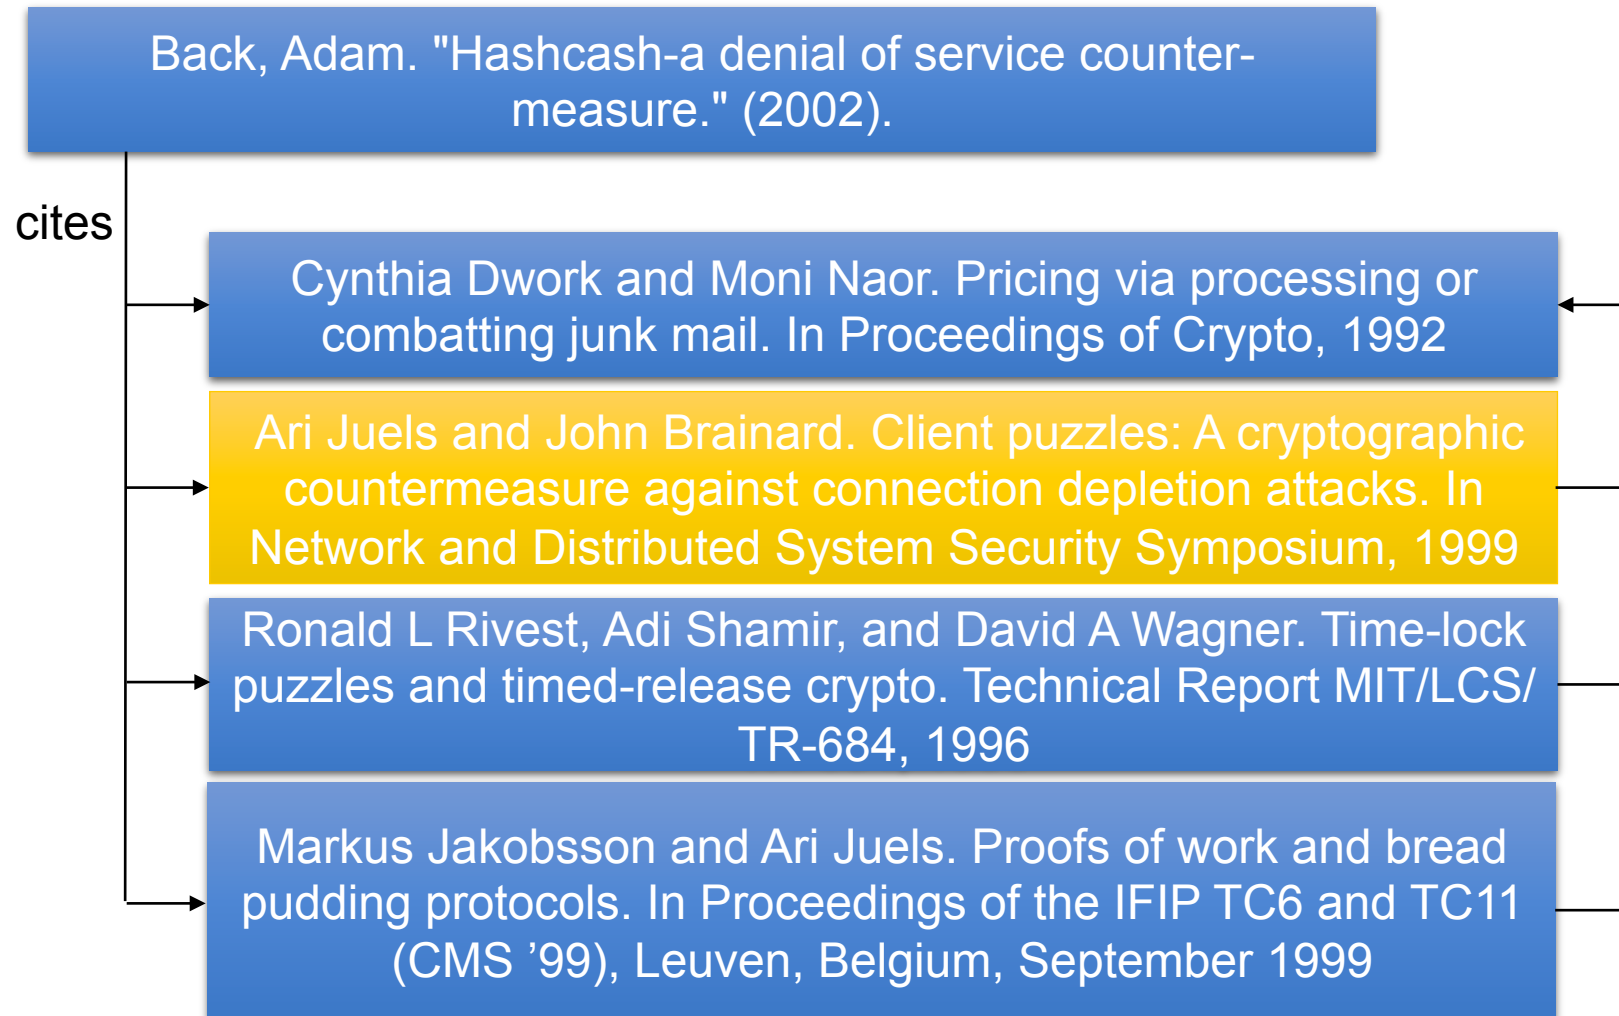 Back, Adam. "Hashcash-a denial of service counter-
measure." (2002).
cites
Cynthia Dwork and Moni Naor. Pricing via processing or
combatting junk mail. In Proceedings of Crypto, 1992
Ari Juels and John Brainard. Client puzzles: A cryptographic
countermeasure against connection depletion attacks. In
Network and Distributed System Security Symposium, 1999
Ronald L Rivest, Adi Shamir, and David A Wagner. Time-lock
puzzles and timed-release crypto. Technical Report MIT/LCS/
TR-684, 1996
Markus Jakobsson and Ari Juels. Proofs of work and bread
pudding protocols. In Proceedings of the IFIP TC6 and TC11
(CMS ’99), Leuven, Belgium, September 1999